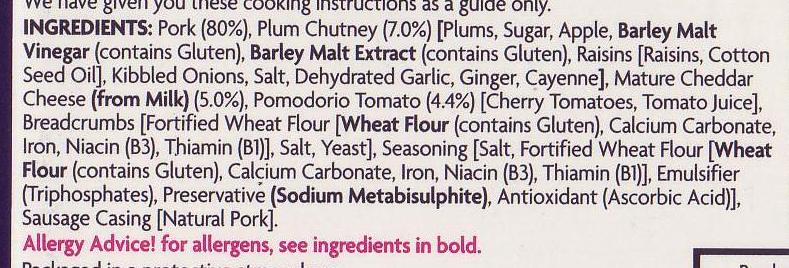 We have given you these cooking instructions as a guide only.
INGREDIENTS: Pork (80%), Plum Chutney (7.0%) [Plums, Sugar, Apple, Barley Malt
Vinegar (contains Gluten), Barley Malt Extract (contains Gluten), Raisins [Raisins, Cotton
Seed Oil], Kibbled Onions, Salt, Dehydrated Garlic, Ginger, Cayenne], Mature Cheddar
Cheese (from Milk) (5.0%), Pomodorio Tomato (4.4%) [Cherry Tomatoes, Tomato Juice],
Breadcrumbs [Fortified Wheat Flour [Wheat Flour (contains Gluten), Calcium Carbonate,
Iron, Niacin (B3), Thiamin (B1)], Salt, Yeast], Seasoning [Salt, Fortified Wheat Flour [Wheat
Flour (contains Gluten), Calcium Carbonate, Iron, Niacin (B3), Thiamin (B1)], Emulsifier
(Triphosphates), Preservative (Sodium Metabisulphite), Antioxidant (Ascorbic Acid)],
Sausage Casing [Natural Pork].
Allergy Advice! for allergens, see ingredients in bold.
Packaged in a protective